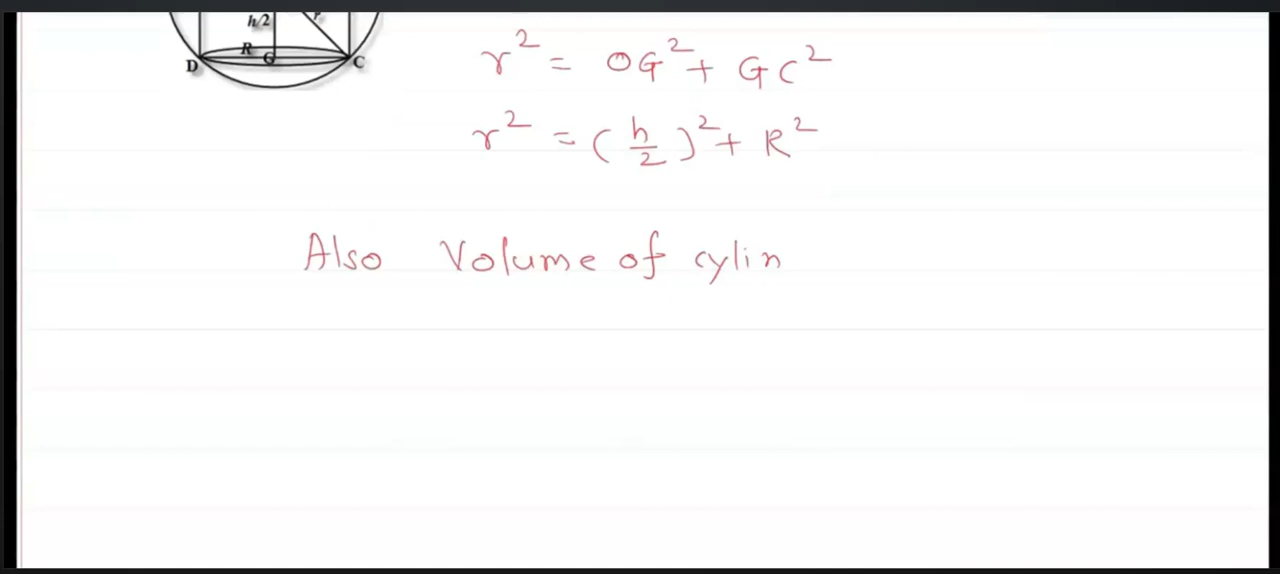 h/2
R
G
D
C
r² = OG² + GC²
r² = (h/2)² + R²
Also Volume of cylin